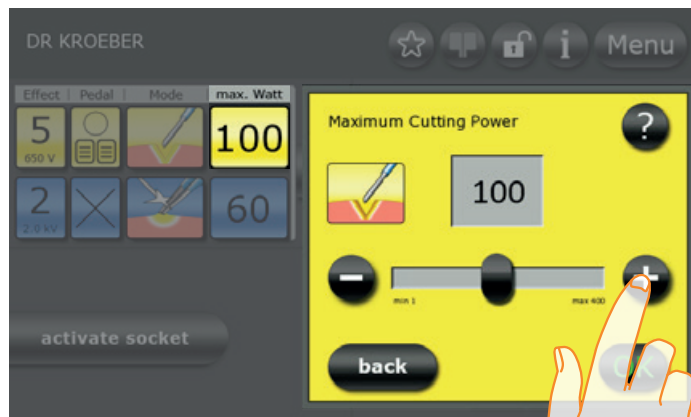 DR KROEBER
i Menu
Effect | Pedal | Mode | max. Watt
5
650 V
100
2
2.0 kV
60
activate socket
Maximum Cutting Power
?
100
- +
min 1 max 400
back OK